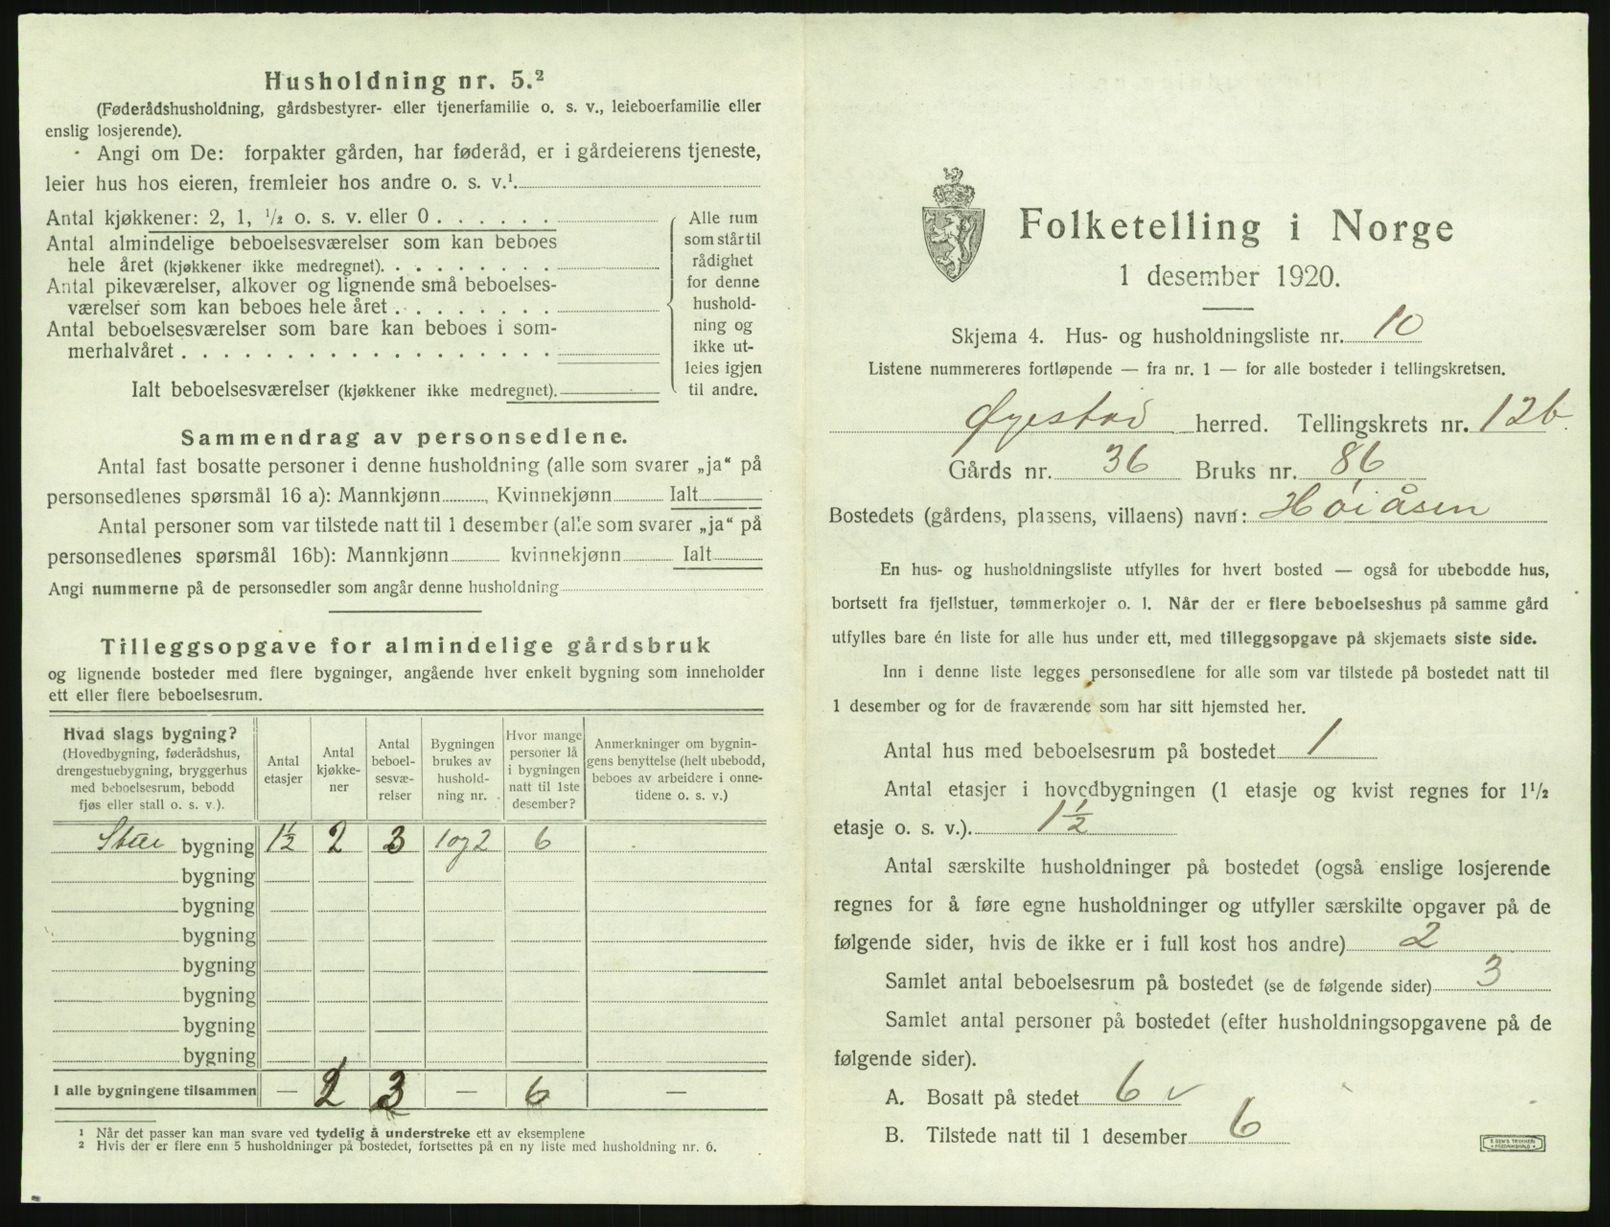 Husholdning nr. 5.²
(Føderådshusholdning, gårdsbestyrer- eller tjenerfamilie o. s. v., leieboerfamilie eller
enslig losjerende).
Angi om De: forpakter gården, har føderåd, er i gårdeierens tjeneste,
leier hus hos eieren, fremleier hos andre o. s. v.¹.
Antal kjøkkener: 2, 1, ½ o. s. v. eller 0
Antal almindelige beboelsesværelser som kan beboes
hele året (kjøkkener ikke medregnet).
Antal pikeværelser, alkover og lignende små beboelses-
værelser som kan beboes hele året
Antal beboelsesværelser som bare kan beboes i som-
merhalvåret
Ialt beboelsesværelser (kjøkkener ikke medregnet).
Alle rum
som står til
rådighet
for denne
hushold-
ning og
ikke ut-
leies igjen
til andre.
Sammendrag av personsedlene.
Antal fast bosatte personer i denne husholdning (alle som svarer „ja“ på
personsedlenes spørsmål 16 a): Mannkjønn, Kvinnekjønn Ialt
Antal personer som var tilstede natt til 1 desember (alle som svarer „ja“ på
personsedlenes spørsmål 16b): Mannkjønn kvinnekjønn Ialt
Angi nummerne på de personsedler som angår denne husholdning
Tilleggsopgave for almindelige gårdsbruk
og lignende bosteder med flere bygninger, angående hver enkelt bygning som inneholder
ett eller flere beboelsesrum.
Hvad slags bygning?
(Hovedbygning, føderådshus,
drengestuebygning, bryggerhus
med beboelsesrum, bebodd
fjøs eller stall o. s. v.).
Antal
etasjer
Antal
kjøkke-
ner
Antal
beboel-
sesvæ-
relser
Bygningen
brukes av
hushold-
ning nr.
Hvor mange
personer lå
i bygningen
natt til 1ste
desember?
Anmerkninger om bygnin-
gens benyttelse (helt ubebodd,
beboes av arbeidere i onne-
tidene o. s. v.)
bygning 1½ 2 3 1 og 2 6
bygning
bygning
bygning
bygning
bygning
bygning
bygning
I alle bygningene tilsammen — 2 3 — 6 —
¹ Når det passer kan man svare ved tydelig å understreke ett av eksemplene
² Hvis der er flere enn 5 husholdninger på bostedet, fortsettes på en ny liste med husholdning nr. 6.
Folketelling i Norge
1 desember 1920.
Skjema 4. Hus- og husholdningsliste nr. 10
Listene nummereres fortløpende — fra nr. 1 — for alle bosteder i tellingskretsen.
Øyestad herred. Tellingskrets nr. 12b.
Gårds nr. 36 Bruks nr. 86
Bostedets (gårdens, plassens, villaens) navn: Høiåsen
En hus- og husholdningsliste utfylles for hvert bosted — også for ubebodde hus,
bortsett fra fjellstuer, tømmerkojer o. l. Når der er flere beboelseshus på samme gård
utfylles bare én liste for alle hus under ett, med tilleggsopgave på skjemaets siste side.
Inn i denne liste legges personsedlene for alle som var tilstede på bostedet natt til
1 desember og for de fraværende som har sitt hjemsted her.
Antal hus med beboelsesrum på bostedet 1
Antal etasjer i hovedbygningen (1 etasje og kvist regnes for 1½
etasje o. s. v.). 1½
Antal særskilte husholdninger på bostedet (også enslige losjerende
regnes for å føre egne husholdninger og utfyller særskilte opgaver på de
følgende sider, hvis de ikke er i full kost hos andre) 2
Samlet antal beboelsesrum på bostedet (se de følgende sider) 3
Samlet antal personer på bostedet (efter husholdningsopgavene på de
følgende sider).
A. Bosatt på stedet 6 v
B. Tilstede natt til 1 desember 6